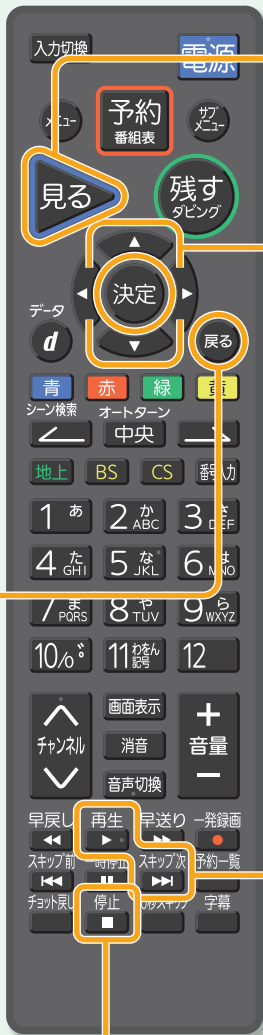 入力切換 電源
メニュー 予約 サブメニュー
番組表
見る 残す
ダビング
決定
データ
d 戻る
青 赤 緑 黄
シーン検索 オートターン
中央
地上 BS CS 番号入力
1 あ 2 か ABC 3 さ DEF
4 た GHI 5 な JKL 6 は MNO
7 ま PQRS 8 や TUV 9 ら WXYZ
10/0 11 わをん 記号 12
画面表示
チャンネル 消音 + 音量 −
音声切換
早戻し 再生 早送り 一発録画
スキップ前 一時停止 スキップ次 予約一覧
チョット戻し 停止 字幕